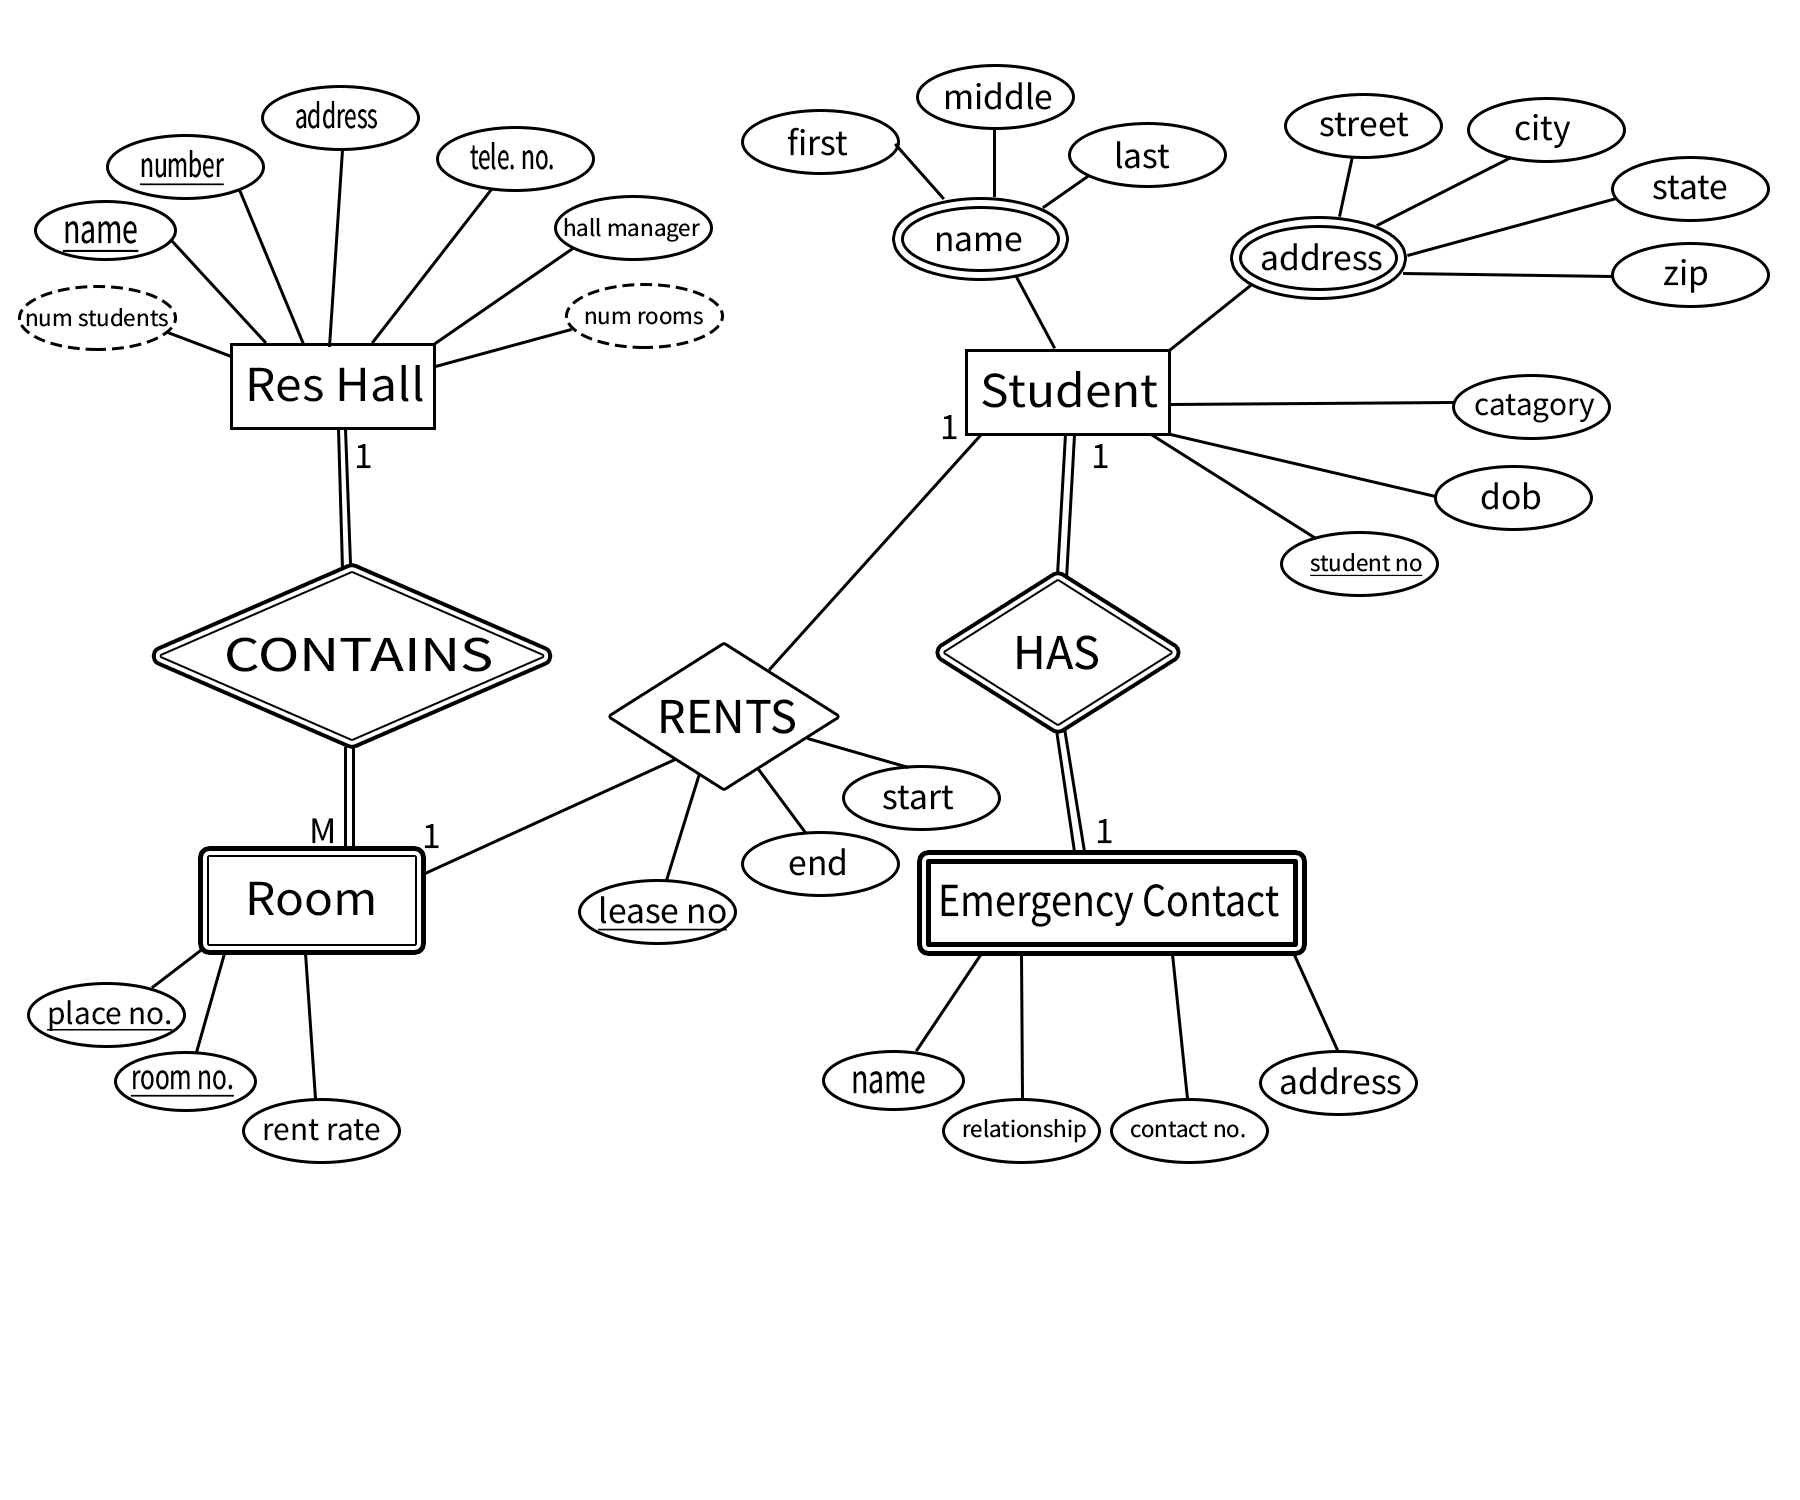 middle
address
street
city
first
number
tele. no.
last
state
name
hall manager
name
address
zip
num students
num rooms
Res Hall
Student
catagory
1
1
1
dob
student no
CONTAINS
HAS
RENTS
start
M
1
1
end
Room
lease no
Emergency Contact
place no.
room no.
name
address
rent rate
relationship
contact no.